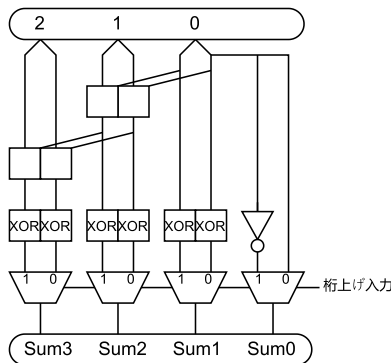 2 1 0
XOR XOR XOR XOR XOR XOR
1 0 1 0 1 0 1 0
桁上げ入力
Sum3 Sum2 Sum1 Sum0